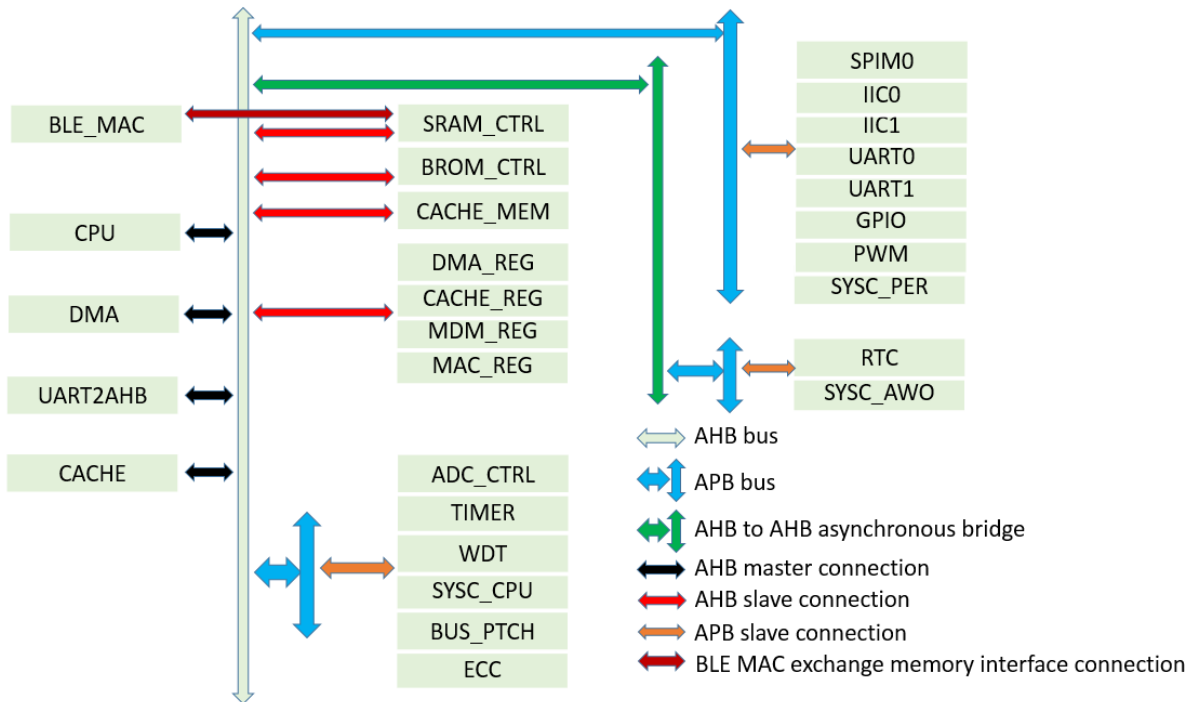 BLE_MAC
CPU
DMA
UART2AHB
CACHE
SRAM_CTRL
BROM_CTRL
CACHE_MEM
DMA_REG
CACHE_REG
MDM_REG
MAC_REG
ADC_CTRL
TIMER
WDT
SYSC_CPU
BUS_PTCH
ECC
SPIM0
IIC0
IIC1
UART0
UART1
GPIO
PWM
SYSC_PER
RTC
SYSC_AWO
AHB bus
APB bus
AHB to AHB asynchronous bridge
AHB master connection
AHB slave connection
APB slave connection
BLE MAC exchange memory interface connection